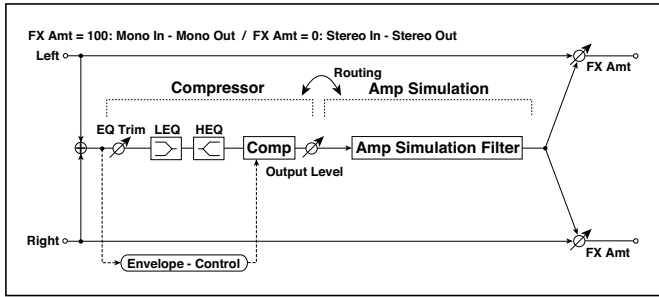 FX Amt = 100: Mono In - Mono Out / FX Amt = 0: Stereo In - Stereo Out
Left
FX Amt
Routing
Compressor
Amp Simulation
EQ Trim
LEQ
HEQ
Comp
Output Level
Amp Simulation Filter
Right
FX Amt
Envelope - Control